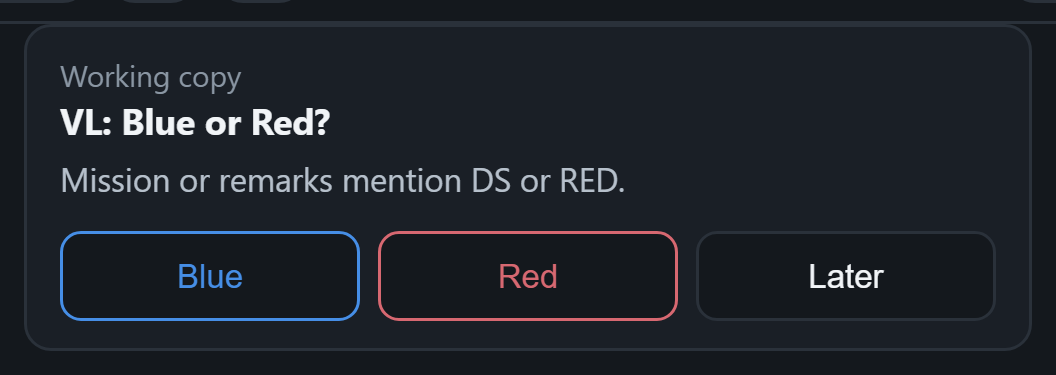 Working copy
VL: Blue or Red?
Mission or remarks mention DS or RED.
Blue
Red
Later